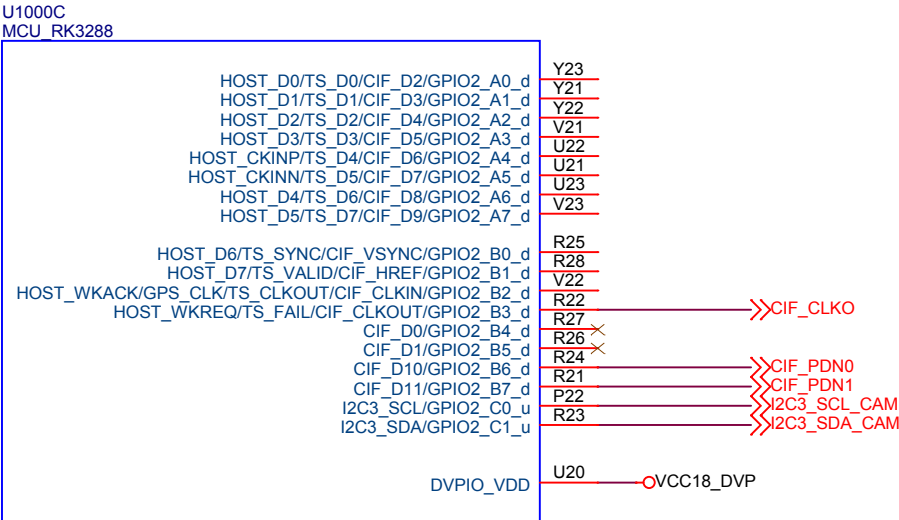 U1000C
MCU_RK3288
HOST_D0/TS_D0/CIF_D2/GPIO2_A0_d Y23
HOST_D1/TS_D1/CIF_D3/GPIO2_A1_d Y21
HOST_D2/TS_D2/CIF_D4/GPIO2_A2_d Y22
HOST_D3/TS_D3/CIF_D5/GPIO2_A3_d V21
HOST_CKINP/TS_D4/CIF_D6/GPIO2_A4_d U22
HOST_CKINN/TS_D5/CIF_D7/GPIO2_A5_d U21
HOST_D4/TS_D6/CIF_D8/GPIO2_A6_d U23
HOST_D5/TS_D7/CIF_D9/GPIO2_A7_d V23
HOST_D6/TS_SYNC/CIF_VSYNC/GPIO2_B0_d R25
HOST_D7/TS_VALID/CIF_HREF/GPIO2_B1_d R28
HOST_WKACK/GPS_CLK/TS_CLKOUT/CIF_CLKIN/GPIO2_B2_d V22
HOST_WKREQ/TS_FAIL/CIF_CLKOUT/GPIO2_B3_d R22 CIF_CLKO
CIF_D0/GPIO2_B4_d R27
CIF_D1/GPIO2_B5_d R26
CIF_D10/GPIO2_B6_d R24 CIF_PDN0
CIF_D11/GPIO2_B7_d R21 CIF_PDN1
I2C3_SCL/GPIO2_C0_u P22 I2C3_SCL_CAM
I2C3_SDA/GPIO2_C1_u R23 I2C3_SDA_CAM
DVPIO_VDD U20 VCC18_DVP